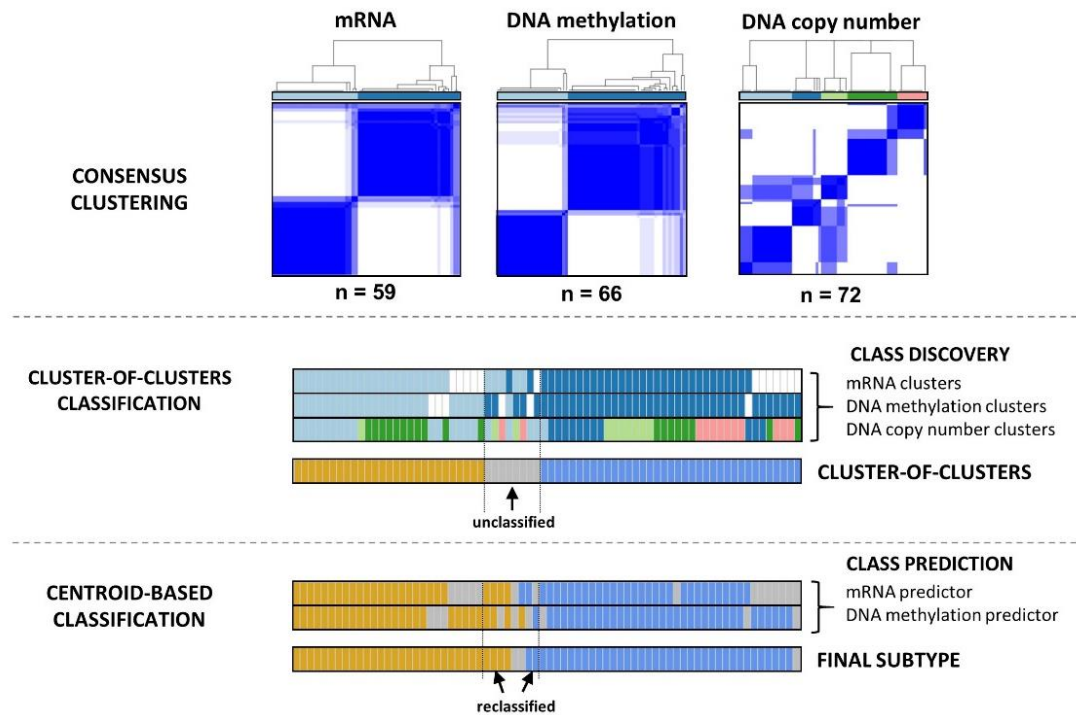 mRNA
DNA methylation
DNA copy number
CONSENSUS
CLUSTERING
n = 59
n = 66
n = 72
CLUSTER-OF-CLUSTERS
CLASSIFICATION
CLASS DISCOVERY
mRNA clusters
DNA methylation clusters
DNA copy number clusters
CLUSTER-OF-CLUSTERS
unclassified
CENTROID-BASED
CLASSIFICATION
CLASS PREDICTION
mRNA predictor
DNA methylation predictor
FINAL SUBTYPE
reclassified